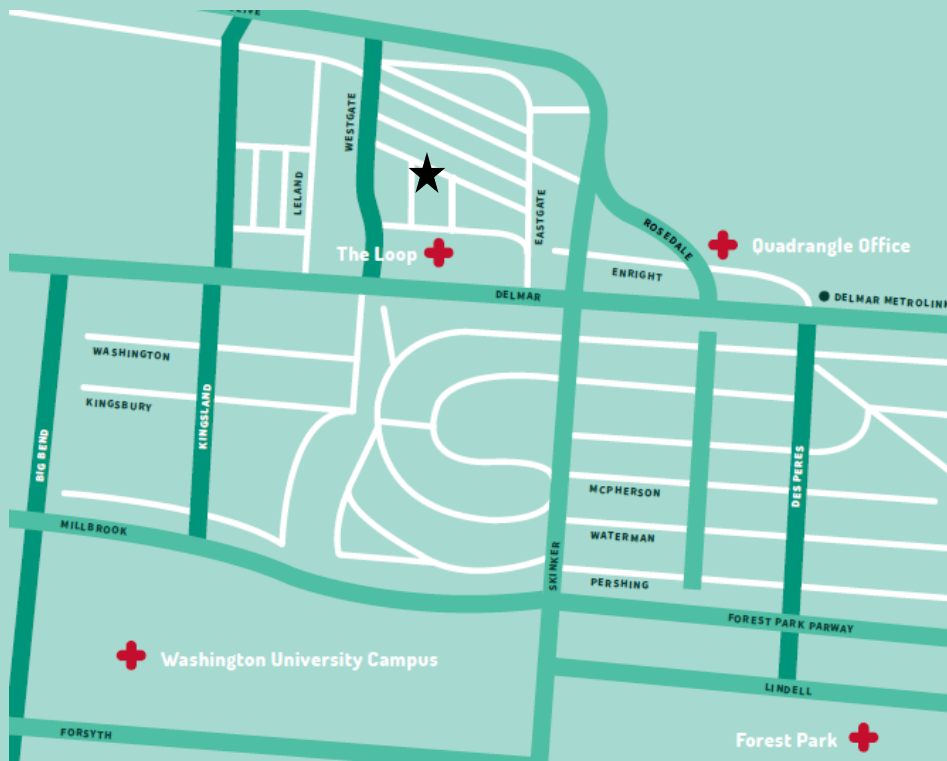 WESTGATE
LELAND
EASTGATE
ROSEDALE
Quadrangle Office
The Loop
ENRIGHT
DELMAR
WASHINGTON
KINGSBURY
KINGSLAND
BIG BEND
DES PERES
MCPHERSON
MILLBROOK
WATERMAN
SKINKER
PERSHING
FOREST PARK PARWAY
Washington University Campus
LINDELL
FORSYTH
Forest Park
DELMAR METROLINK